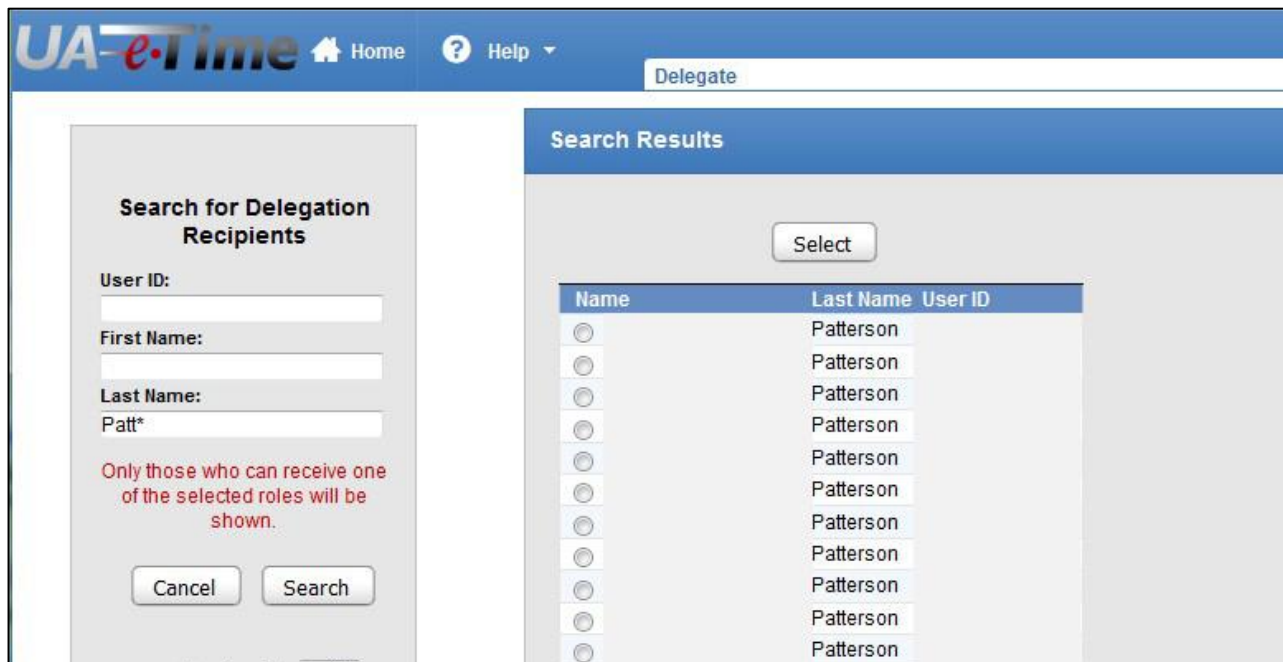 UA-e•Time Home ? Help
Delegate
Search for Delegation
Recipients
User ID:
First Name:
Last Name:
Patt*
Only those who can receive one
of the selected roles will be
shown.
Cancel Search
Search Results
Select
Name Last Name User ID
Patterson
Patterson
Patterson
Patterson
Patterson
Patterson
Patterson
Patterson
Patterson
Patterson
Patterson